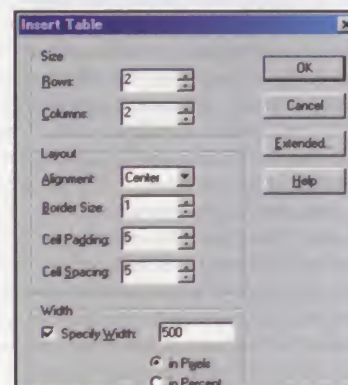 Insert Table
Size
Rows: 2
Columns: 2
OK
Cancel
Extended...
Help
Layout
Alignment: Center
Border Size: 1
Cell Padding: 5
Cell Spacing: 5
Width
Specify Width: 500
in Pixels
in Percent